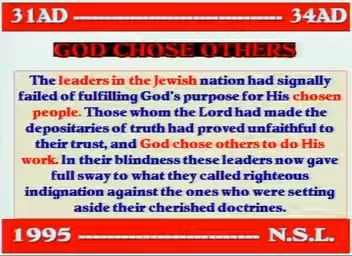 31AD ---------------------------- 34AD
GOD CHOSE OTHERS
The leaders in the Jewish nation had signally
failed of fulfilling God's purpose for His chosen
people. Those whom the Lord had made the
depositaries of truth had proved unfaithful to
their trust, and God chose others to do His
work. In their blindness these leaders now gave
full sway to what they called righteous
indignation against the ones who were setting
aside their cherished doctrines.
1995 ---------------------------- N.S.L.